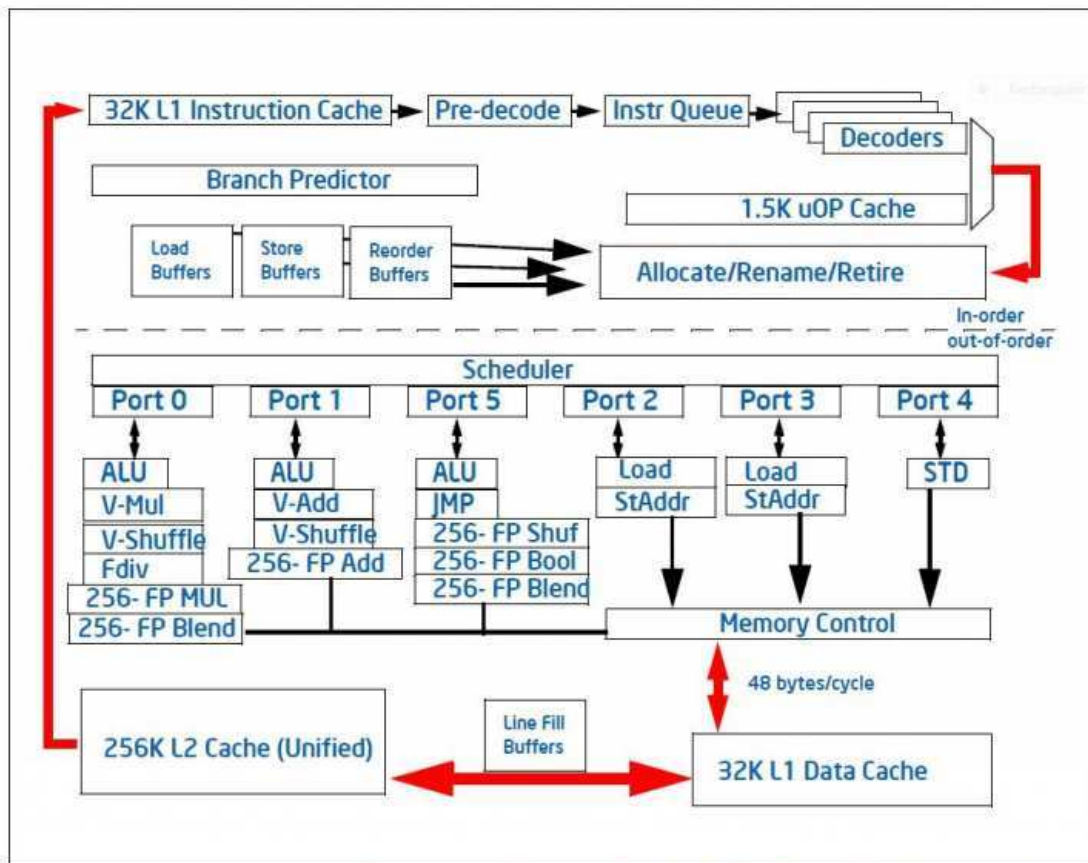 32K L1 Instruction Cache
Pre-decode
Instr Queue
Decoders
Branch Predictor
1.5K uOP Cache
Load
Buffers
Store
Buffers
Reorder
Buffers
Allocate/Rename/Retire
In-order
out-of-order
Scheduler
Port 0
Port 1
Port 5
Port 2
Port 3
Port 4
ALU
V-Mul
V-Shuffle
Fdiv
256- FP MUL
256- FP Blend
ALU
V-Add
V-Shuffle
256- FP Add
ALU
JMP
256- FP Shuf
256- FP Bool
256- FP Blend
Load
StAddr
Load
StAddr
STD
Memory Control
48 bytes/cycle
256K L2 Cache (Unified)
Line Fill
Buffers
32K L1 Data Cache